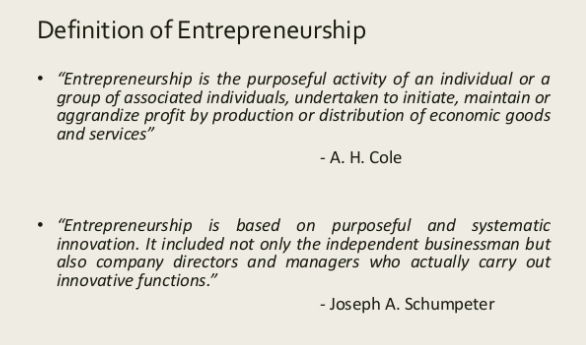 Definition of Entrepreneurship
• “Entrepreneurship is the purposeful activity of an individual or a
group of associated individuals, undertaken to initiate, maintain or
aggrandize profit by production or distribution of economic goods
and services”
- A. H. Cole
• “Entrepreneurship is based on purposeful and systematic
innovation. It included not only the independent businessman but
also company directors and managers who actually carry out
innovative functions.”
- Joseph A. Schumpeter